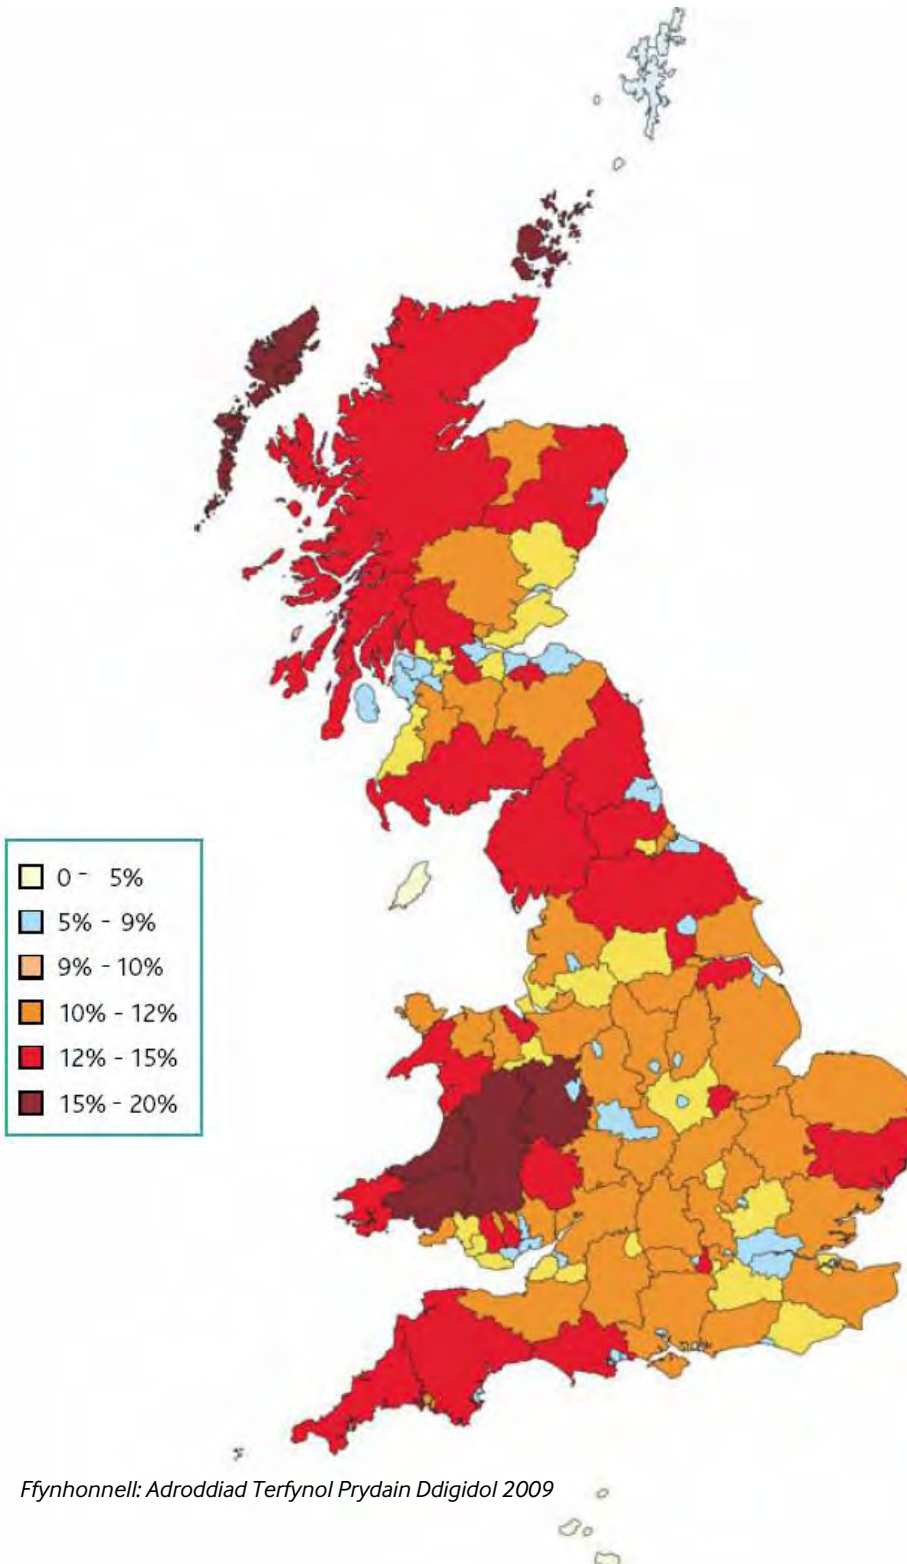 0 - 5%
5% - 9%
9% - 10%
10% - 12%
12% - 15%
15% - 20%
Ffynhonnell: Adroddiad Terfynol Prydain Ddigidol 2009